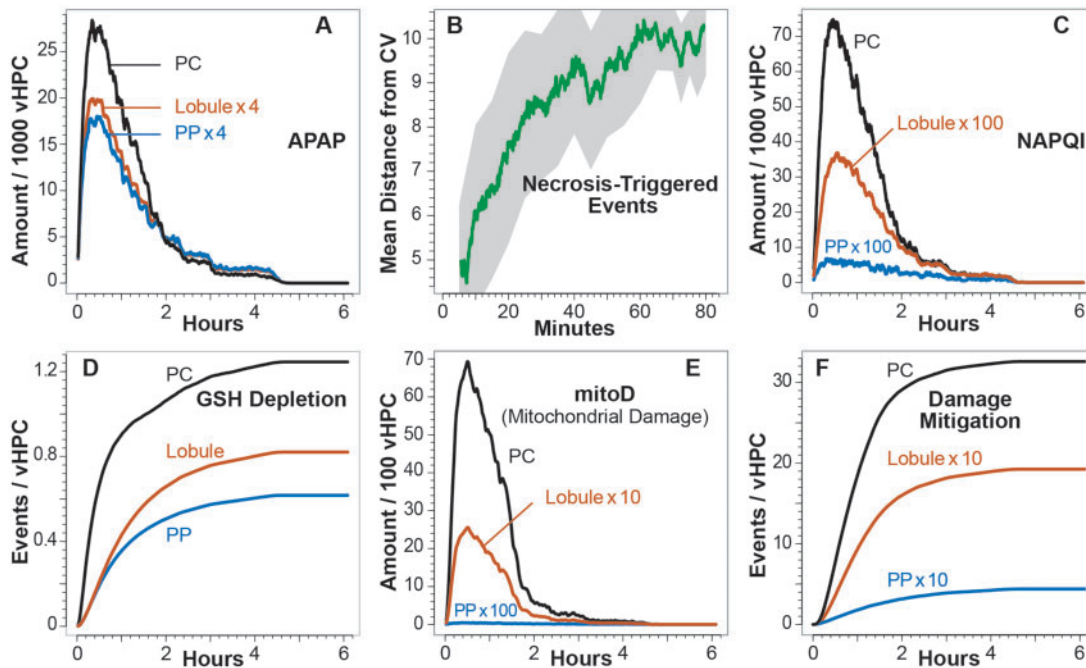 A
Amount / 1000 vHPC
25
20
15
10
5
0
PC
Lobule x 4
PP x 4
APAP
0 2 4 6
Hours
B
Mean Distance from CV
10
9
8
7
6
5
Necrosis-Triggered
Events
0 20 40 60 80
Minutes
C
Amount / 1000 vHPC
70
60
50
40
30
20
10
0
PC
Lobule x 100
NAPQI
PP x 100
0 2 4 6
Hours
D
Events / vHPC
1.2
0.8
0.4
0
PC
GSH Depletion
Lobule
PP
0 2 4 6
Hours
E
Amount / 100 vHPC
70
60
50
40
30
20
10
0
mitoD
(Mitochondrial Damage)
PC
Lobule x 10
PP x 100
0 2 4 6
Hours
F
Events / vHPC
30
20
10
0
PC
Damage
Mitigation
Lobule x 10
PP x 10
0 2 4 6
Hours